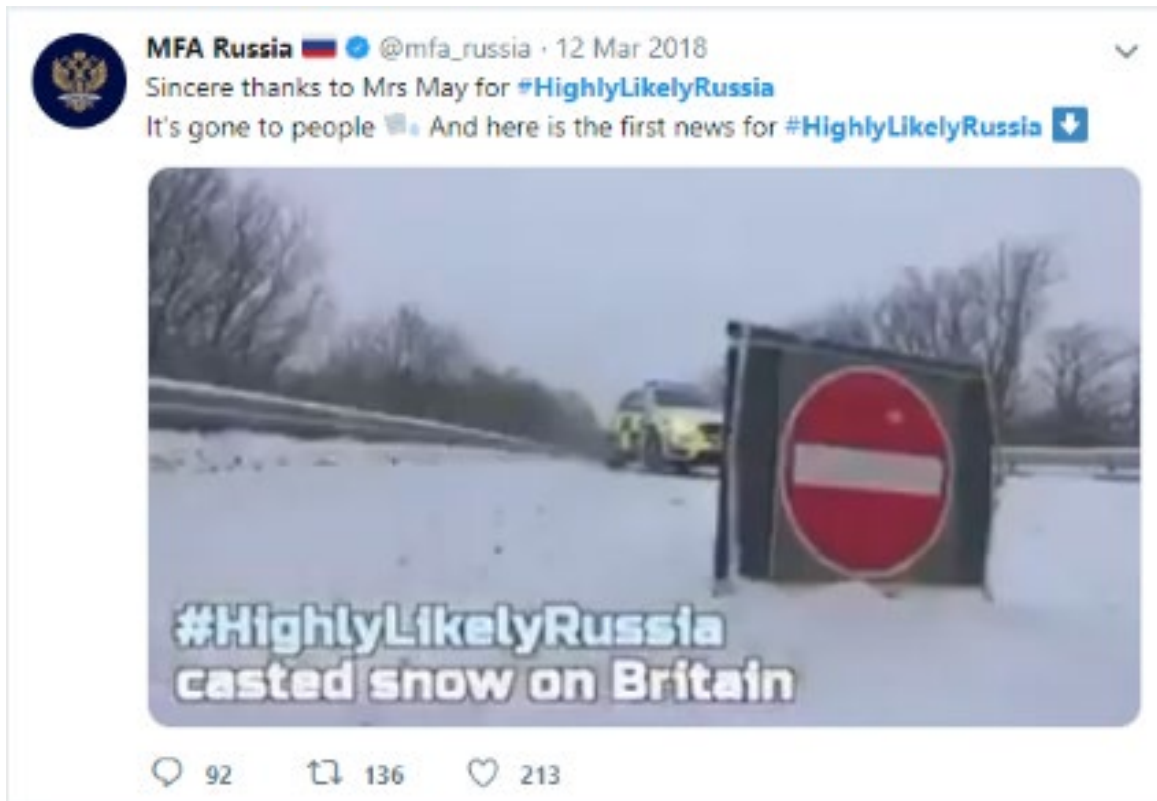 MFA Russia @mfa_russia · 12 Mar 2018
Sincere thanks to Mrs May for #HighlyLikelyRussia
It's gone to people And here is the first news for #HighlyLikelyRussia
#HighlyLikelyRussia
casted snow on Britain
92 136 213